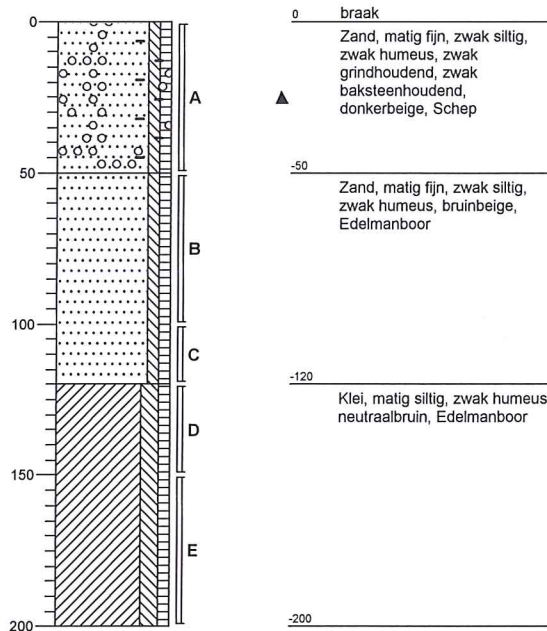 0
A
50
B
100
C
D
150
E
200
0 braak
Zand, matig fijn, zwak siltig,
zwak humeus, zwak
grindhoudend, zwak
baksteenhoudend,
donkerbeige, Schep
-50
Zand, matig fijn, zwak siltig,
zwak humeus, bruinbeige,
Edelmanboor
-120
Klei, matig siltig, zwak humeus
neutraalbruin, Edelmanboor
-200